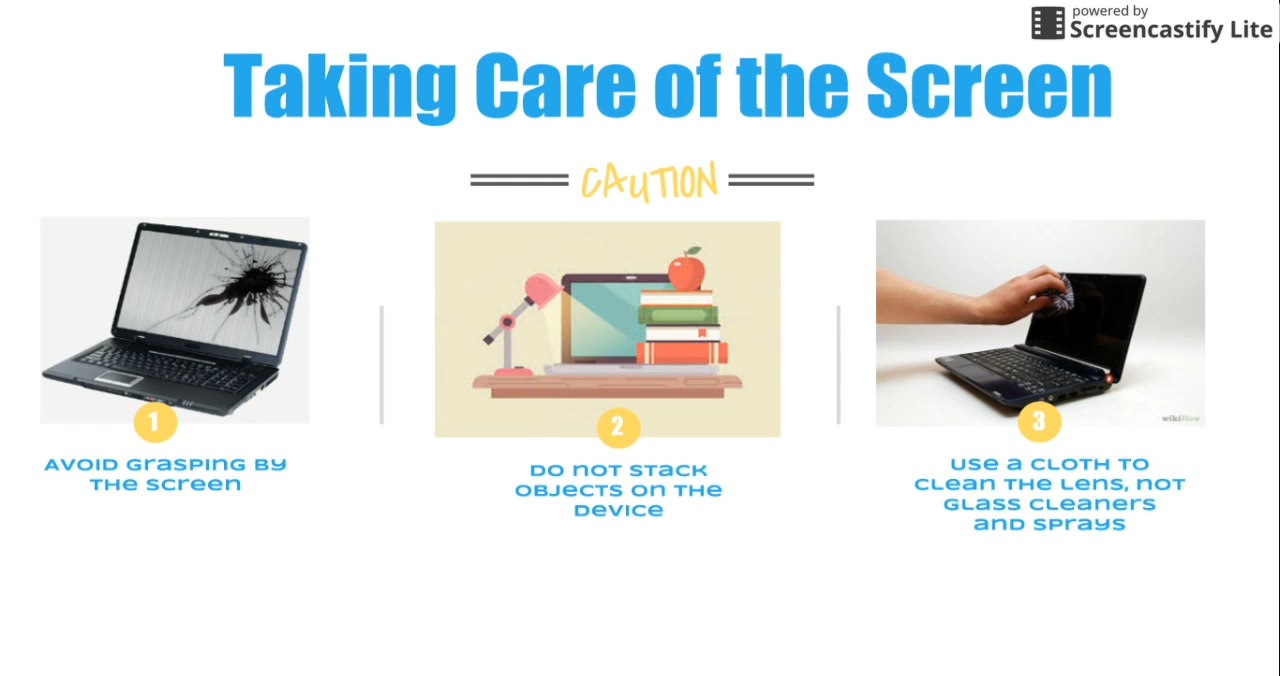 powered by
Screencastify Lite
Taking Care of the Screen
CAUTION
1
AVOID GRASPING BY
THE SCREEN
2
DO NOT STACK
OBJECTS ON THE
DEVICE
wikiHow
3
USE A CLOTH TO
CLEAN THE LENS, NOT
GLASS CLEANERS
AND SPRAYS